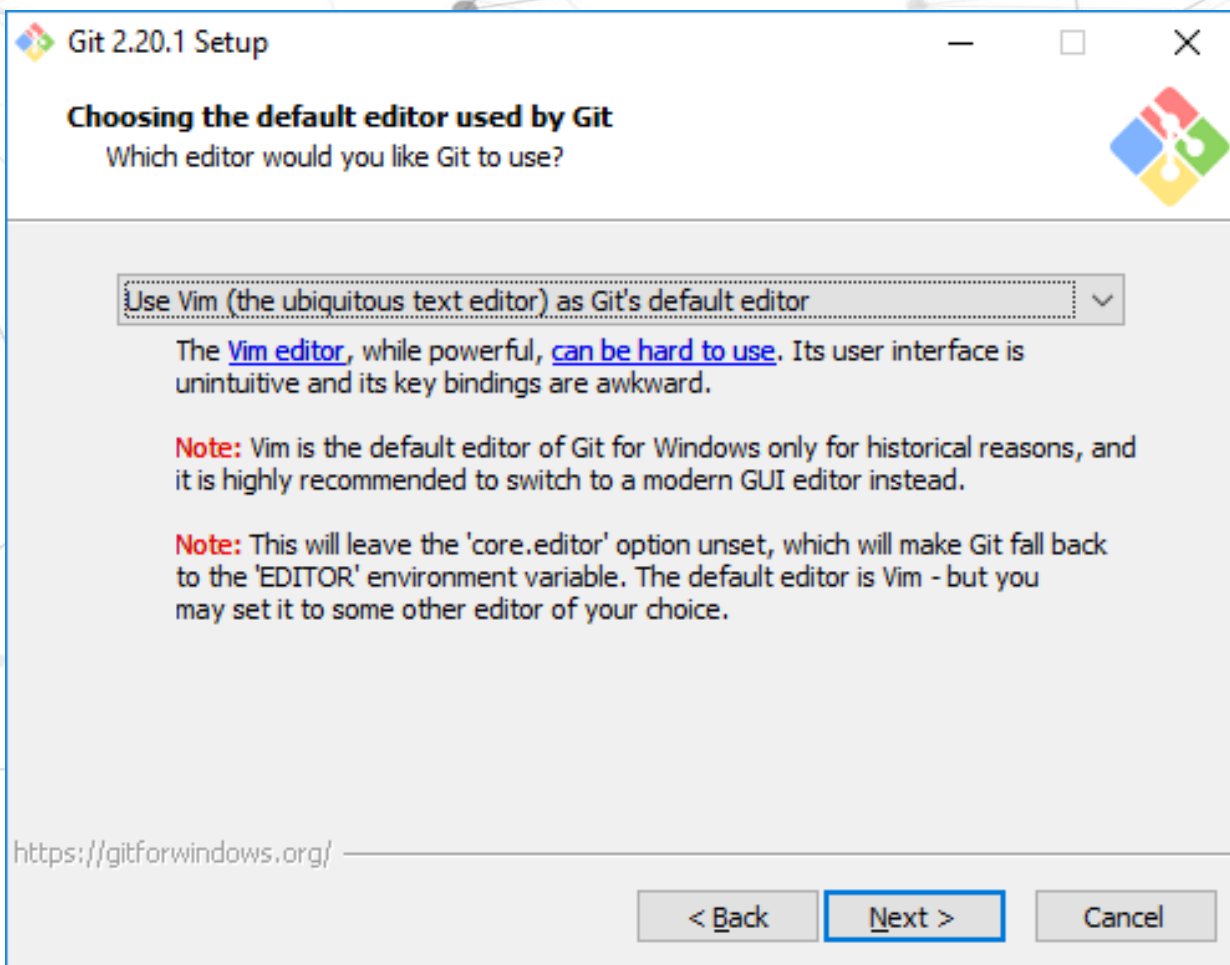 Git 2.20.1 Setup
Choosing the default editor used by Git
Which editor would you like Git to use?
Use Vim (the ubiquitous text editor) as Git's default editor
The Vim editor, while powerful, can be hard to use. Its user interface is
unintuitive and its key bindings are awkward.
Note: Vim is the default editor of Git for Windows only for historical reasons, and
it is highly recommended to switch to a modern GUI editor instead.
Note: This will leave the 'core.editor' option unset, which will make Git fall back
to the 'EDITOR' environment variable. The default editor is Vim - but you
may set it to some other editor of your choice.
https://gitforwindows.org/
< Back Next > Cancel